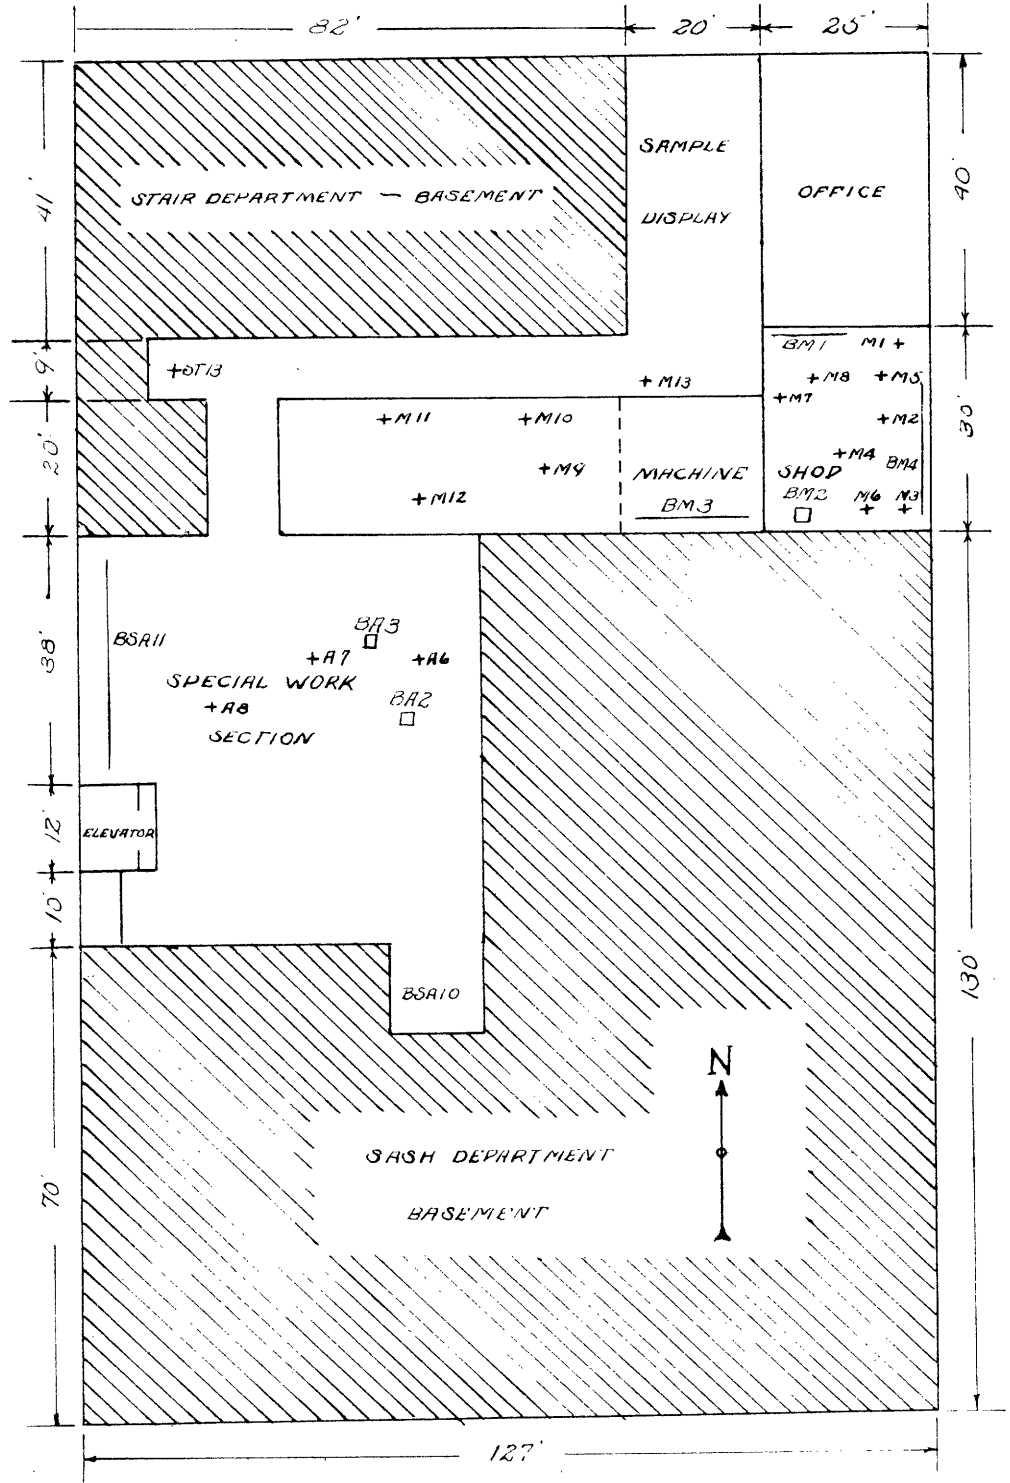 82'
20'
25'
41'
STAIR DEPARTMENT — BASEMENT
SAMPLE
DISPLAY
OFFICE
40'
9'
+ST13
+M13
BM1
M1+
+M8
+M5
+M7
20'
+M11
+M10
+M9
+M12
MACHINE
BM3
SHOP
+M2
+M4
BM4
BM2
M6
M3
30'
38'
BSA11
BA3
+A7
+A6
SPECIAL WORK
+A8
BA2
SECTION
12'
ELEVATOR
10'
BSA10
130'
N
SASH DEPARTMENT
BASEMENT
70'
127'